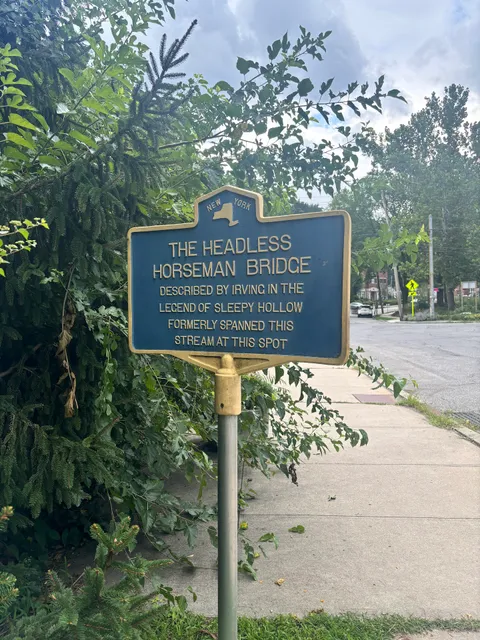 NEW YORK
THE HEADLESS
HORSEMAN BRIDGE
DESCRIBED BY IRVING IN THE
LEGEND OF SLEEPY HOLLOW
FORMERLY SPANNED THIS
STREAM AT THIS SPOT